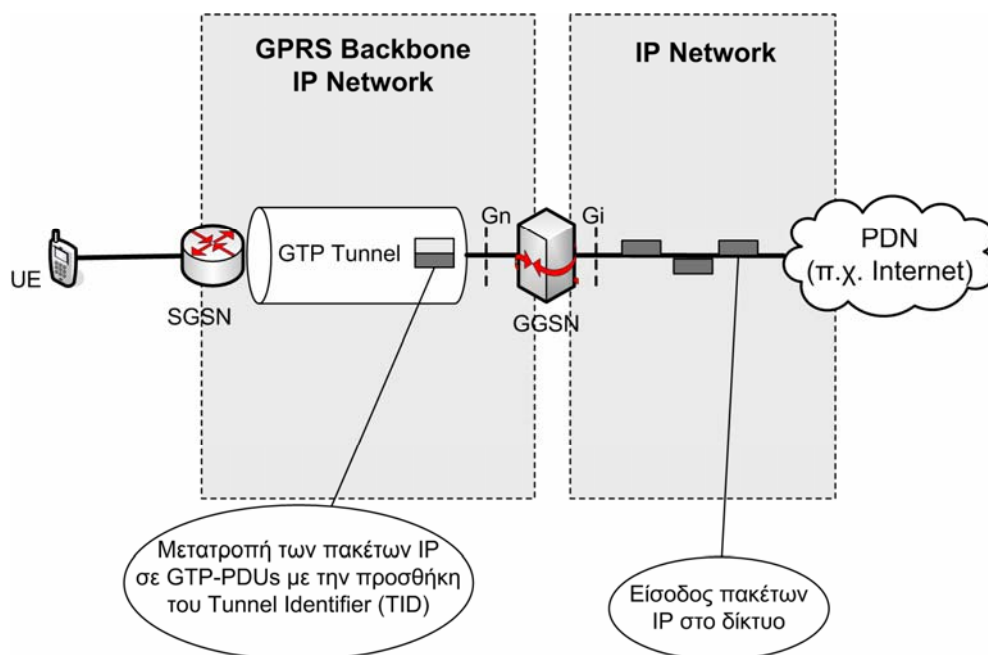 GPRS Backbone
IP Network
IP Network
UE
SGSN
GTP Tunnel
Gn
GGSN
Gi
PDN
(π.χ. Internet)
Μετατροπή των πακέτων IP
σε GTP-PDUs με την προσθήκη
του Tunnel Identifier (TID)
Είσοδος πακέτων
IP στο δίκτυο